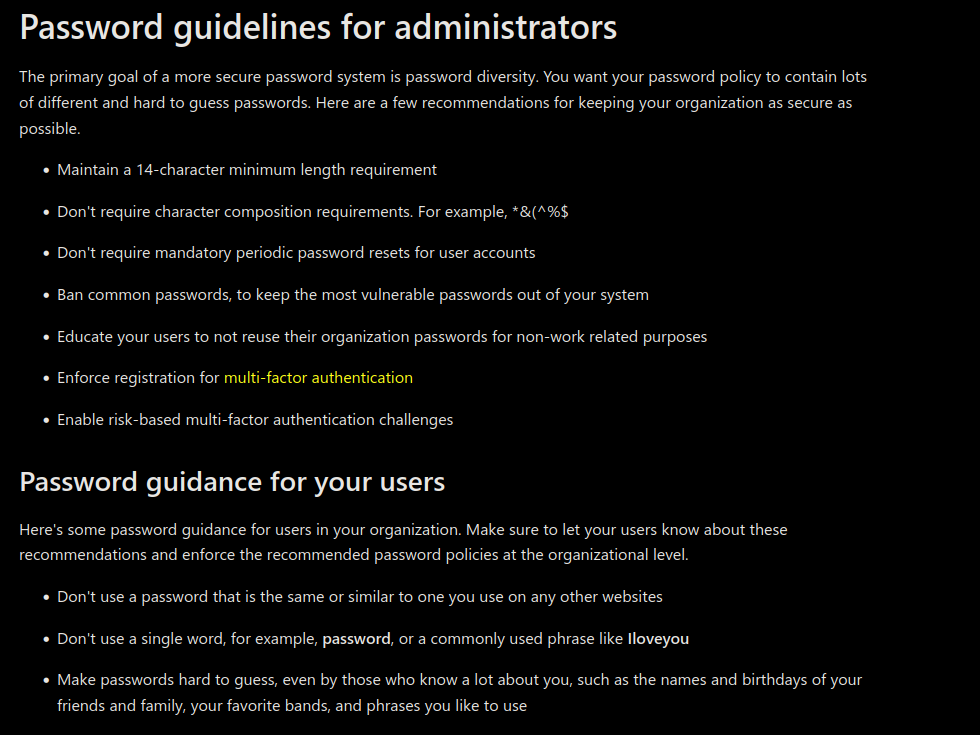 Password guidelines for administrators
The primary goal of a more secure password system is password diversity. You want your password policy to contain lots
of different and hard to guess passwords. Here are a few recommendations for keeping your organization as secure as
possible.
• Maintain a 14-character minimum length requirement
• Don't require character composition requirements. For example, *&(^%$
• Don't require mandatory periodic password resets for user accounts
• Ban common passwords, to keep the most vulnerable passwords out of your system
• Educate your users to not reuse their organization passwords for non-work related purposes
• Enforce registration for multi-factor authentication
• Enable risk-based multi-factor authentication challenges
Password guidance for your users
Here's some password guidance for users in your organization. Make sure to let your users know about these
recommendations and enforce the recommended password policies at the organizational level.
• Don't use a password that is the same or similar to one you use on any other websites
• Don't use a single word, for example, password, or a commonly used phrase like Iloveyou
• Make passwords hard to guess, even by those who know a lot about you, such as the names and birthdays of your
friends and family, your favorite bands, and phrases you like to use